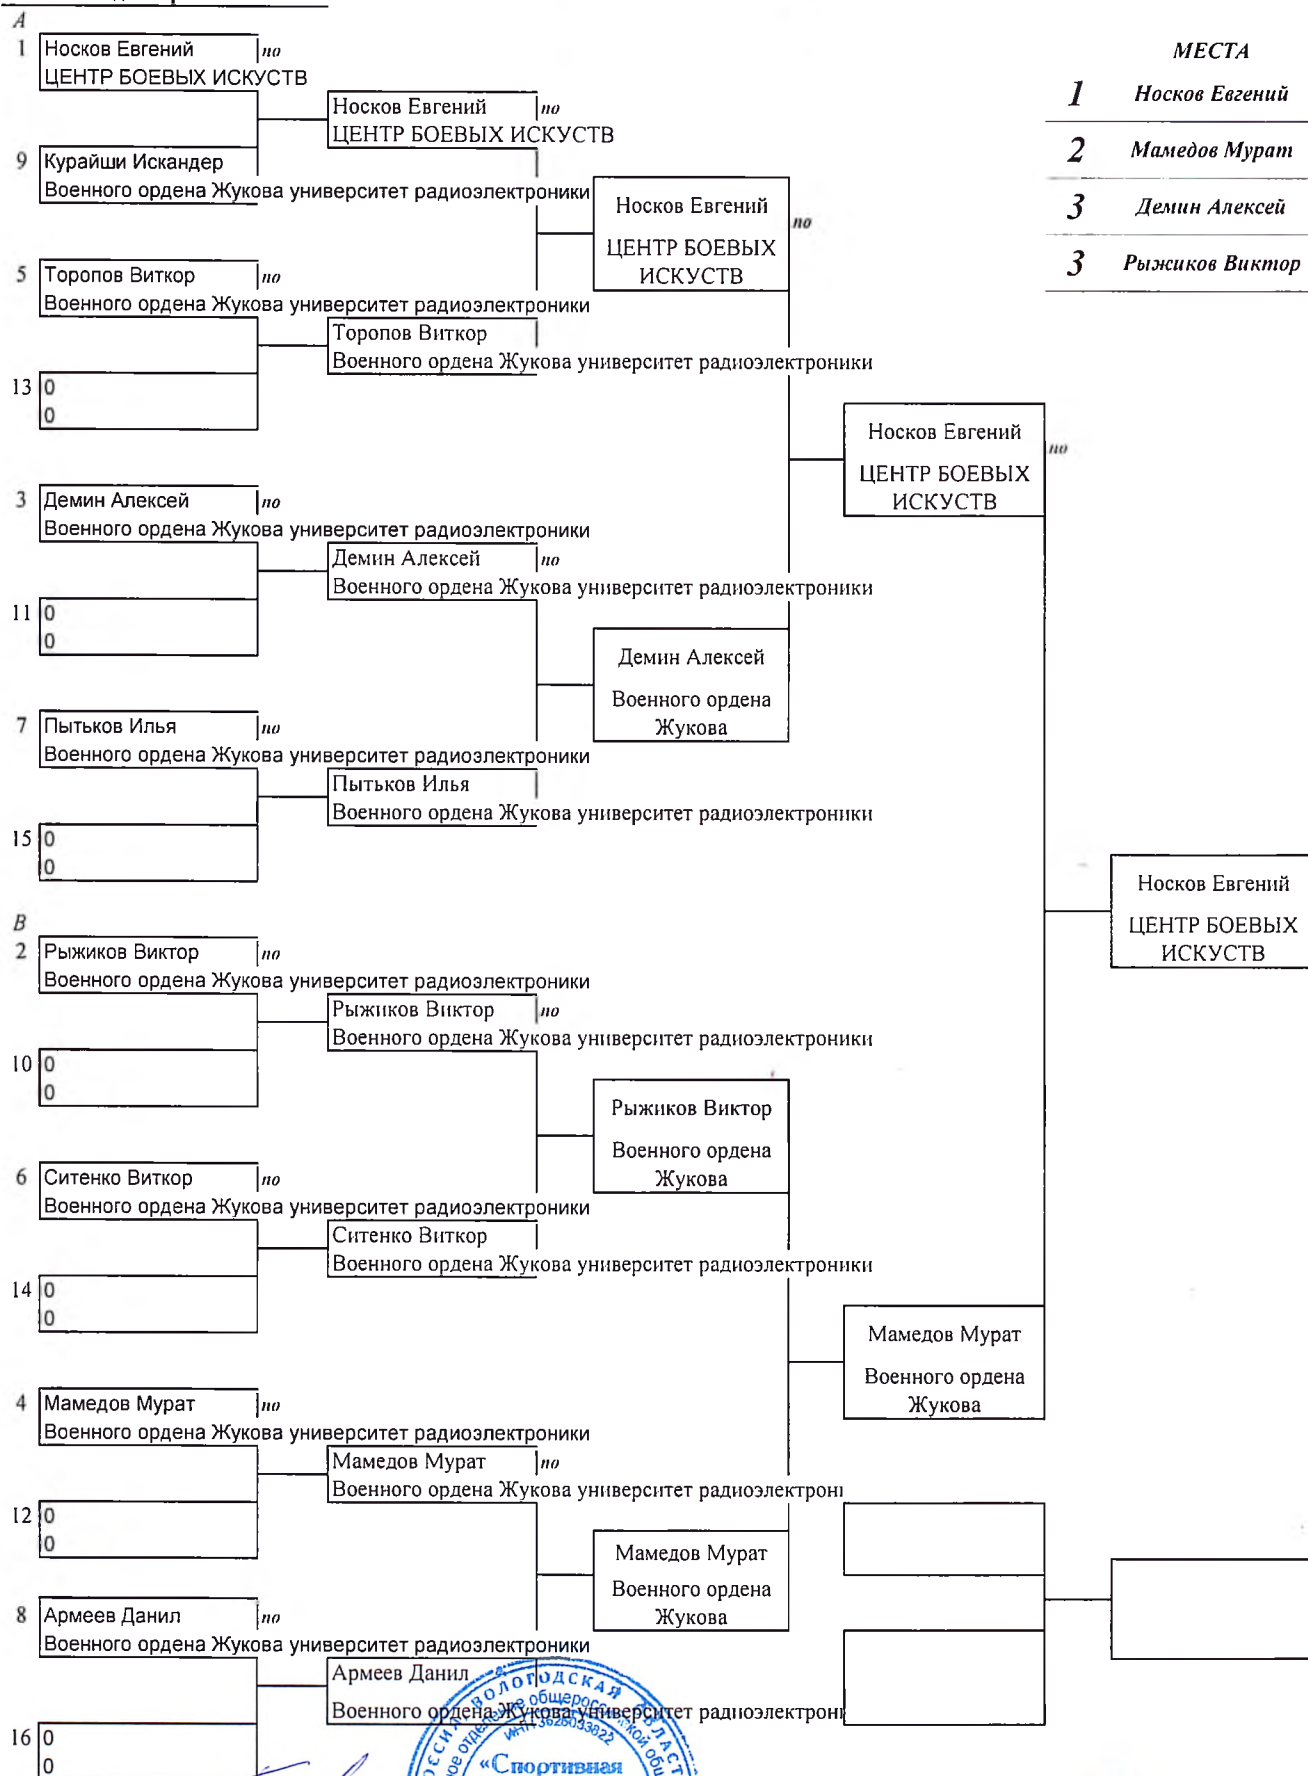 A
1 Носков Евгений по
ЦЕНТР БОЕВЫХ ИСКУСТВ
Носков Евгений по
ЦЕНТР БОЕВЫХ ИСКУСТВ
9 Курайши Искандер
Военного ордена Жукова университет радиоэлектроники
Носков Евгений по
ЦЕНТР БОЕВЫХ
ИСКУСТВ
5 Торопов Виткор по
Военного ордена Жукова университет радиоэлектроники
Торопов Виткор
Военного ордена Жукова университет радиоэлектроники
13 0
0
Носков Евгений по
ЦЕНТР БОЕВЫХ
ИСКУСТВ
3 Демин Алексей по
Военного ордена Жукова университет радиоэлектроники
Демин Алексей по
Военного ордена Жукова университет радиоэлектроники
11 0
0
Демин Алексей
Военного ордена
Жукова
7 Пытьков Илья по
Военного ордена Жукова университет радиоэлектроники
Пытьков Илья
Военного ордена Жукова университет радиоэлектроники
15 0
0
МЕСТА
1 Носков Евгений
2 Мамедов Мурат
3 Демин Алексей
3 Рыжиков Виктор
Носков Евгений
ЦЕНТР БОЕВЫХ
ИСКУСТВ
B
2 Рыжиков Виктор по
Военного ордена Жукова университет радиоэлектроники
Рыжиков Виктор по
Военного ордена Жукова университет радиоэлектроники
10 0
0
Рыжиков Виктор
Военного ордена
Жукова
6 Ситенко Виткор по
Военного ордена Жукова университет радиоэлектроники
Ситенко Виткор
Военного ордена Жукова университет радиоэлектроники
14 0
0
Мамедов Мурат
Военного ордена
Жукова
4 Мамедов Мурат по
Военного ордена Жукова университет радиоэлектроники
Мамедов Мурат по
Военного ордена Жукова университет радиоэлектрони
12 0
0
Мамедов Мурат
Военного ордена
Жукова
8 Армеев Данил по
Военного ордена Жукова университет радиоэлектроники
Армеев Данил
Военного ордена Жукова университет радиоэлектрони
16 0
0
«Спортивная